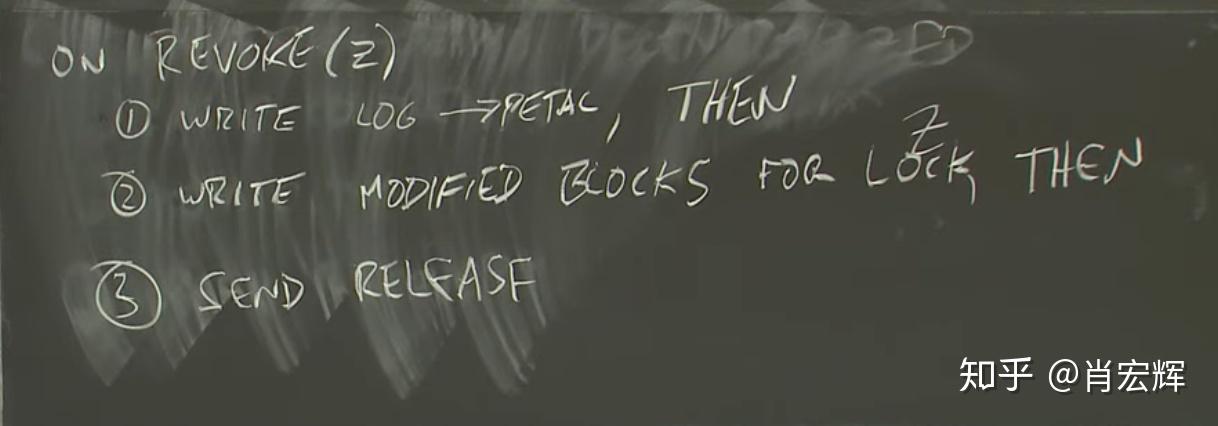 ON REVOKE(Z)
① WRITE LOG → PETAL, THEN
Z
② WRITE MODIFIED BLOCKS FOR LOCK, THEN
③ SEND RELEASE
知乎 @肖宏辉